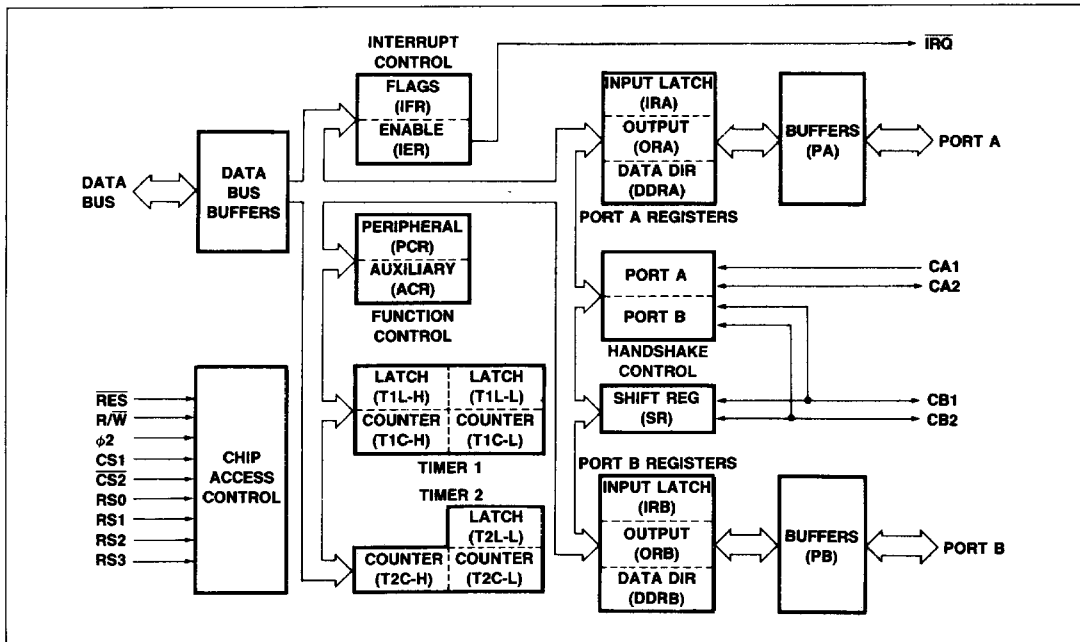 INTERRUPT
CONTROL
FLAGS
(IFR)
ENABLE
(IER)
I̅R̅Q̅
INPUT LATCH
(IRA)
OUTPUT
(ORA)
DATA DIR
(DDRA)
PORT A REGISTERS
BUFFERS
(PA)
PORT A
DATA
BUS
DATA
BUS
BUFFERS
PERIPHERAL
(PCR)
AUXILIARY
(ACR)
FUNCTION
CONTROL
PORT A
PORT B
HANDSHAKE
CONTROL
CA1
CA2
LATCH
(T1L-H)
LATCH
(T1L-L)
COUNTER
(T1C-H)
COUNTER
(T1C-L)
TIMER 1
SHIFT REG
(SR)
CB1
CB2
R̅E̅S̅
R/W̅
ϕ2
CS1
C̅S̅2̅
RS0
RS1
RS2
RS3
CHIP
ACCESS
CONTROL
TIMER 2
LATCH
(T2L-L)
COUNTER
(T2C-H)
COUNTER
(T2C-L)
PORT B REGISTERS
INPUT LATCH
(IRB)
OUTPUT
(ORB)
DATA DIR
(DDRB)
BUFFERS
(PB)
PORT B